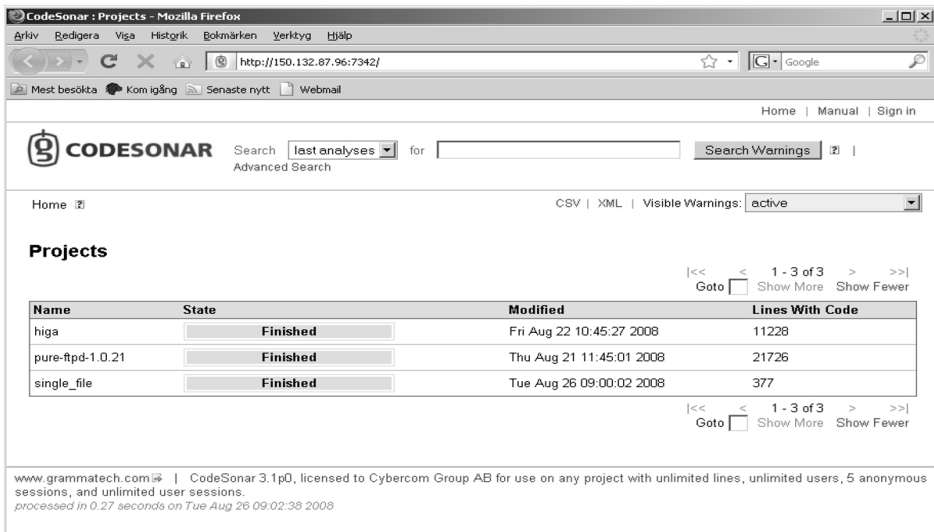 CodeSonar : Projects - Mozilla Firefox
Arkiv Redigera Visa Historik Bokmärken Verktyg Hjälp
http://150.132.87.96:7342/
G Google
Mest besökta Kom igång Senaste nytt Webmail
Home | Manual | Sign in
CODESONAR Search last analyses for Search Warnings ? |
Advanced Search
Home ? CSV | XML | Visible Warnings: active
Projects
|<< < 1 - 3 of 3 > >>|
Goto Show More Show Fewer
Name State Modified Lines With Code
higa Finished Fri Aug 22 10:45:27 2008 11228
pure-ftpd-1.0.21 Finished Thu Aug 21 11:45:01 2008 21726
single_file Finished Tue Aug 26 09:00:02 2008 377
|<< < 1 - 3 of 3 > >>|
Goto Show More Show Fewer
www.grammatech.com | CodeSonar 3.1p0, licensed to Cybercom Group AB for use on any project with unlimited lines, unlimited users, 5 anonymous
sessions, and unlimited user sessions.
processed in 0.27 seconds on Tue Aug 26 09:02:38 2008